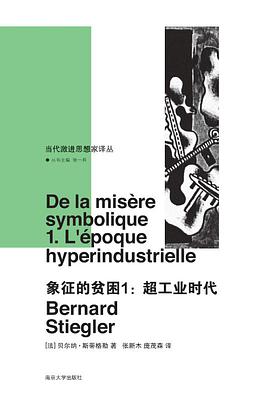 当代激进思想家译丛
● 丛书主编 张一兵
De la misère
symbolique
1. L'époque
hyperindustrielle
象征的贫困1：超工业时代
Bernard
Stiegler
[法] 贝尔纳·斯蒂格勒 著 张新木 庞茂森 译
南京大学出版社